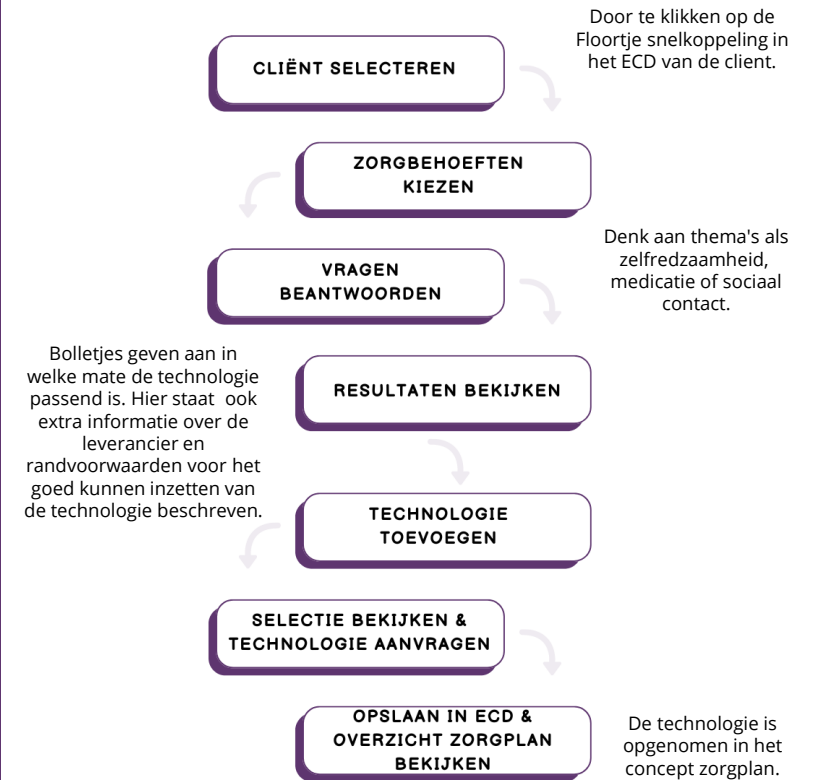 Door te klikken op de
Floortje snelkoppeling in
het ECD van de client.
CLIËNT SELECTEREN
ZORGBEHOEFTEN
KIEZEN
Denk aan thema's als
zelfredzaamheid,
medicatie of sociaal
contact.
VRAGEN
BEANTWOORDEN
Bolletjes geven aan in
welke mate de technologie
passend is. Hier staat ook
extra informatie over de
leverancier en
randvoorwaarden voor het
goed kunnen inzetten van
de technologie beschreven.
RESULTATEN BEKIJKEN
TECHNOLOGIE
TOEVOEGEN
SELECTIE BEKIJKEN &
TECHNOLOGIE AANVRAGEN
OPSLAAN IN ECD &
OVERZICHT ZORGPLAN
BEKIJKEN
De technologie is
opgenomen in het
concept zorgplan.